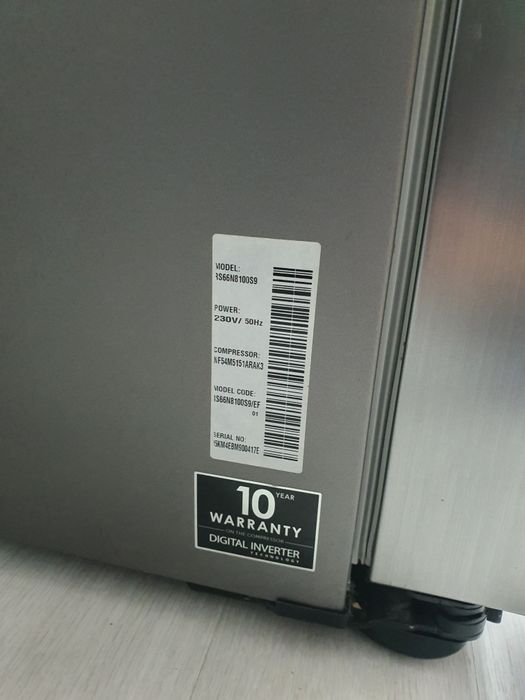 MODEL:
RS66N8100S9
POWER:
230V/ 50Hz
COMPRESSOR:
NF54M5151ARAK3
MODEL CODE:
RS66N8100S9/EF
01
SERIAL NO:
10 YEAR
WARRANTY
ON THE COMPRESSOR
DIGITAL INVERTER
TECHNOLOGY